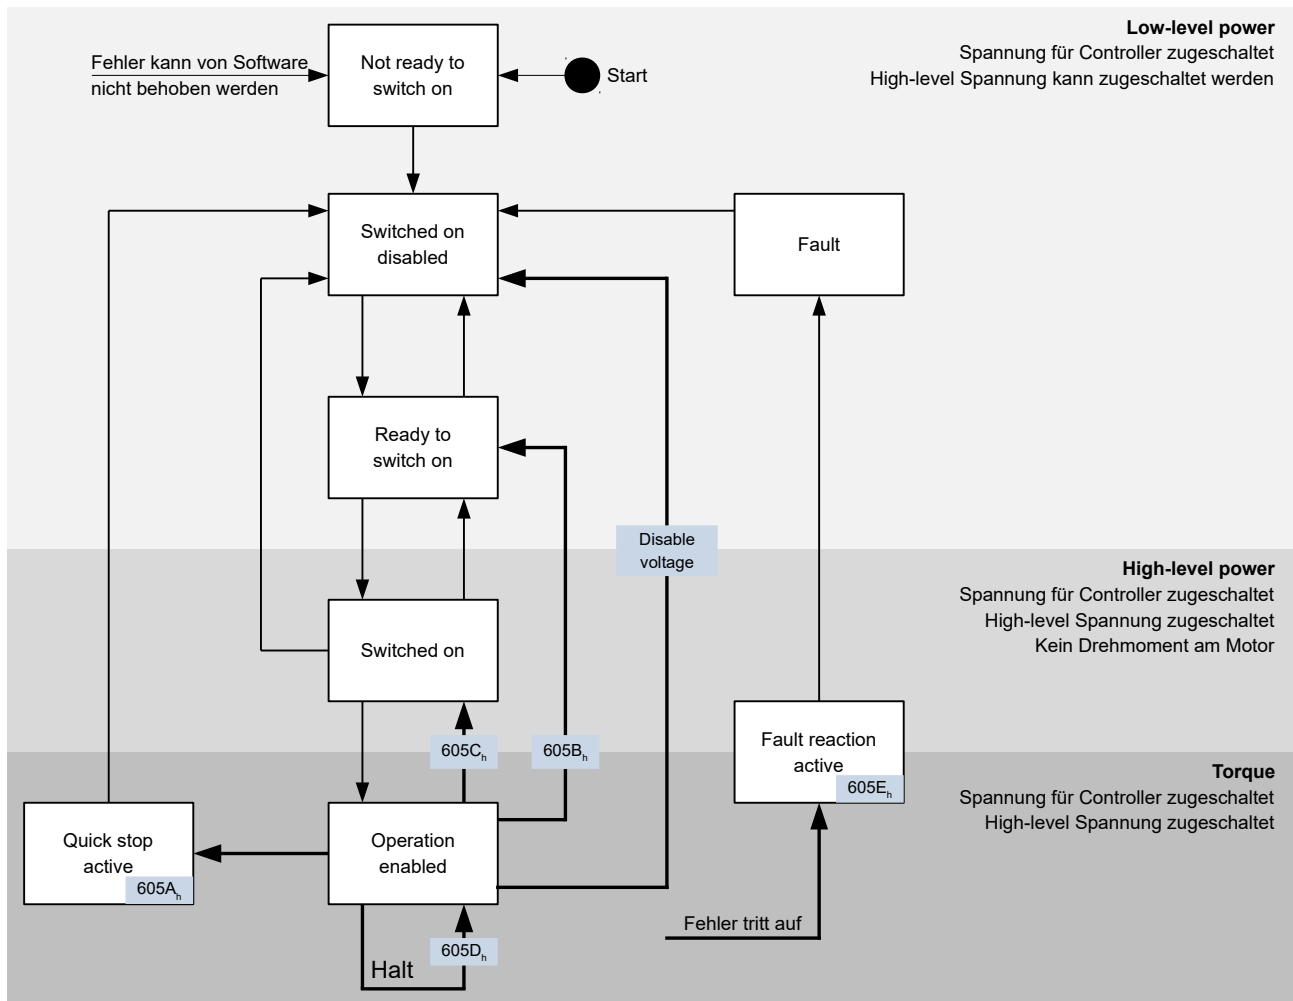 Low-level power
Spannung für Controller zugeschaltet
High-level Spannung kann zugeschaltet werden
Fehler kann von Software
nicht behoben werden
Not ready to
switch on
Start
Switched on
disabled
Fault
Ready to
switch on
Disable
voltage
High-level power
Spannung für Controller zugeschaltet
High-level Spannung zugeschaltet
Kein Drehmoment am Motor
Switched on
605Ch
605Bh
Fault reaction
active
605Eh
Torque
Spannung für Controller zugeschaltet
High-level Spannung zugeschaltet
Quick stop
active
605Ah
Operation
enabled
Fehler tritt auf
605Dh
Halt